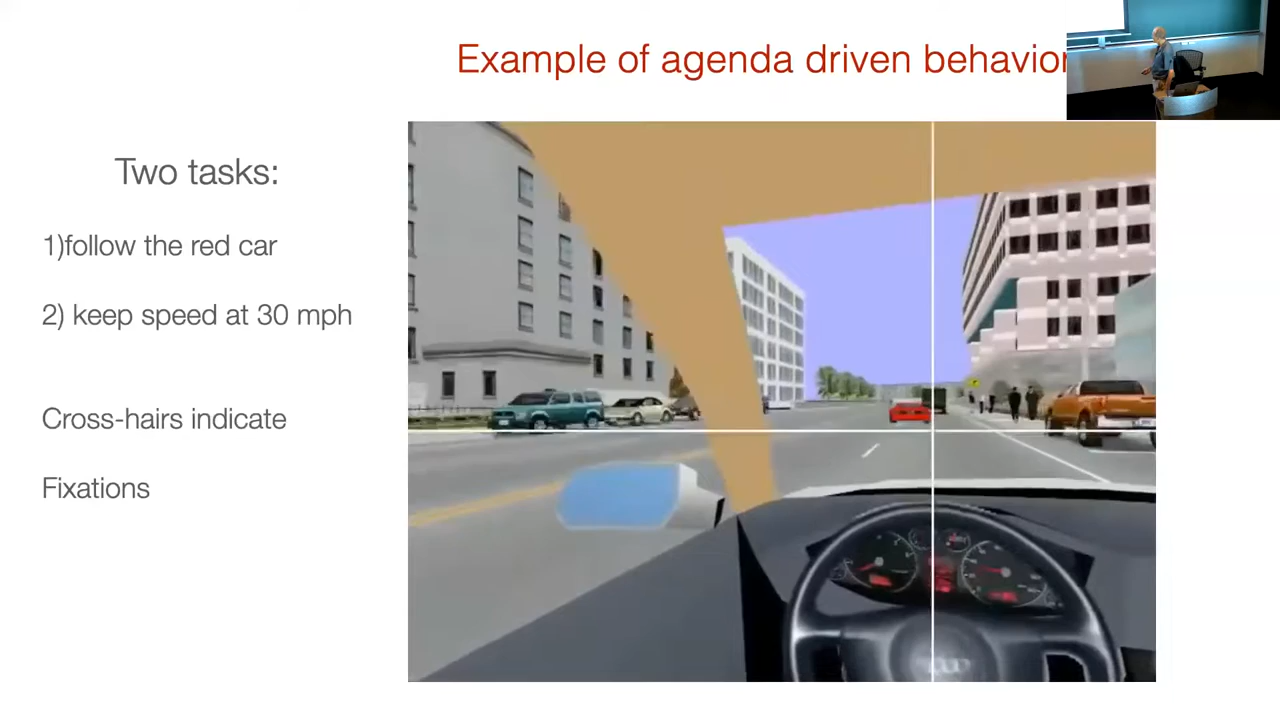 Example of agenda driven behavior
Two tasks:
1)follow the red car
2) keep speed at 30 mph
Cross-hairs indicate
Fixations